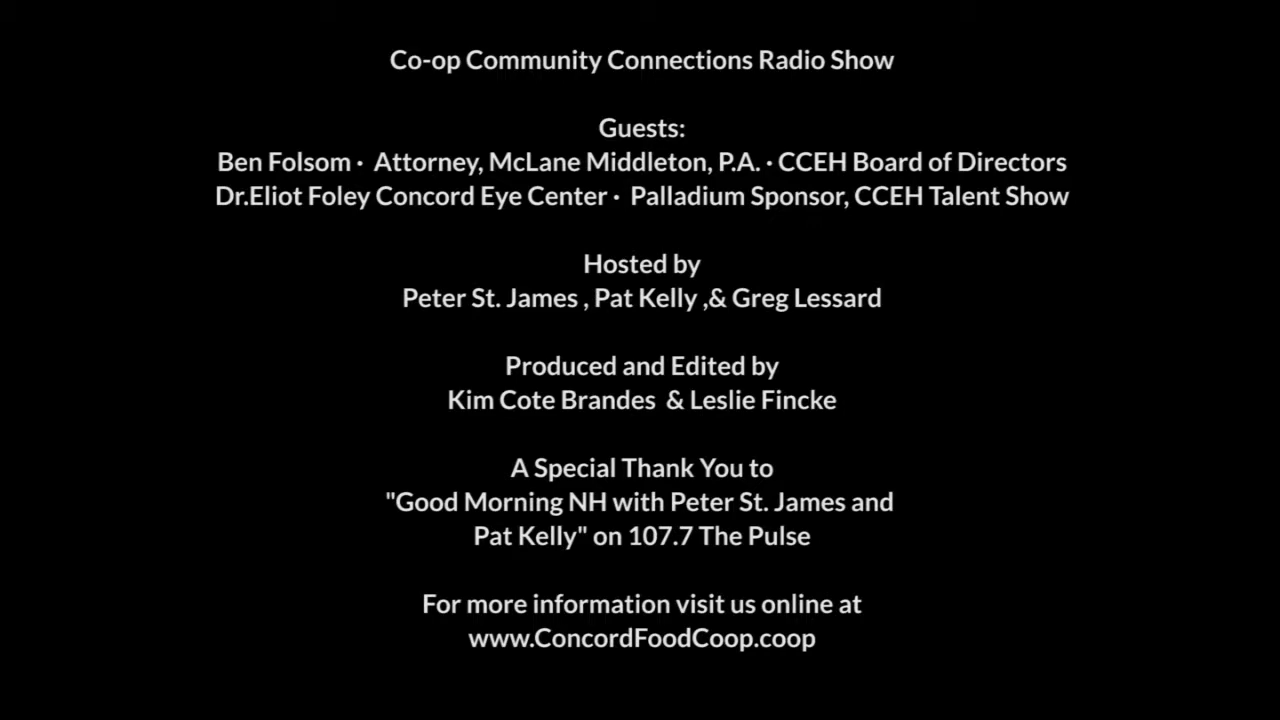 Co-op Community Connections Radio Show
Guests:
Ben Folsom · Attorney, McLane Middleton, P.A. · CCEH Board of Directors
Dr.Eliot Foley Concord Eye Center · Palladium Sponsor, CCEH Talent Show
Hosted by
Peter St. James , Pat Kelly ,& Greg Lessard
Produced and Edited by
Kim Cote Brandes & Leslie Fincke
A Special Thank You to
"Good Morning NH with Peter St. James and
Pat Kelly" on 107.7 The Pulse
For more information visit us online at
www.ConcordFoodCoop.coop